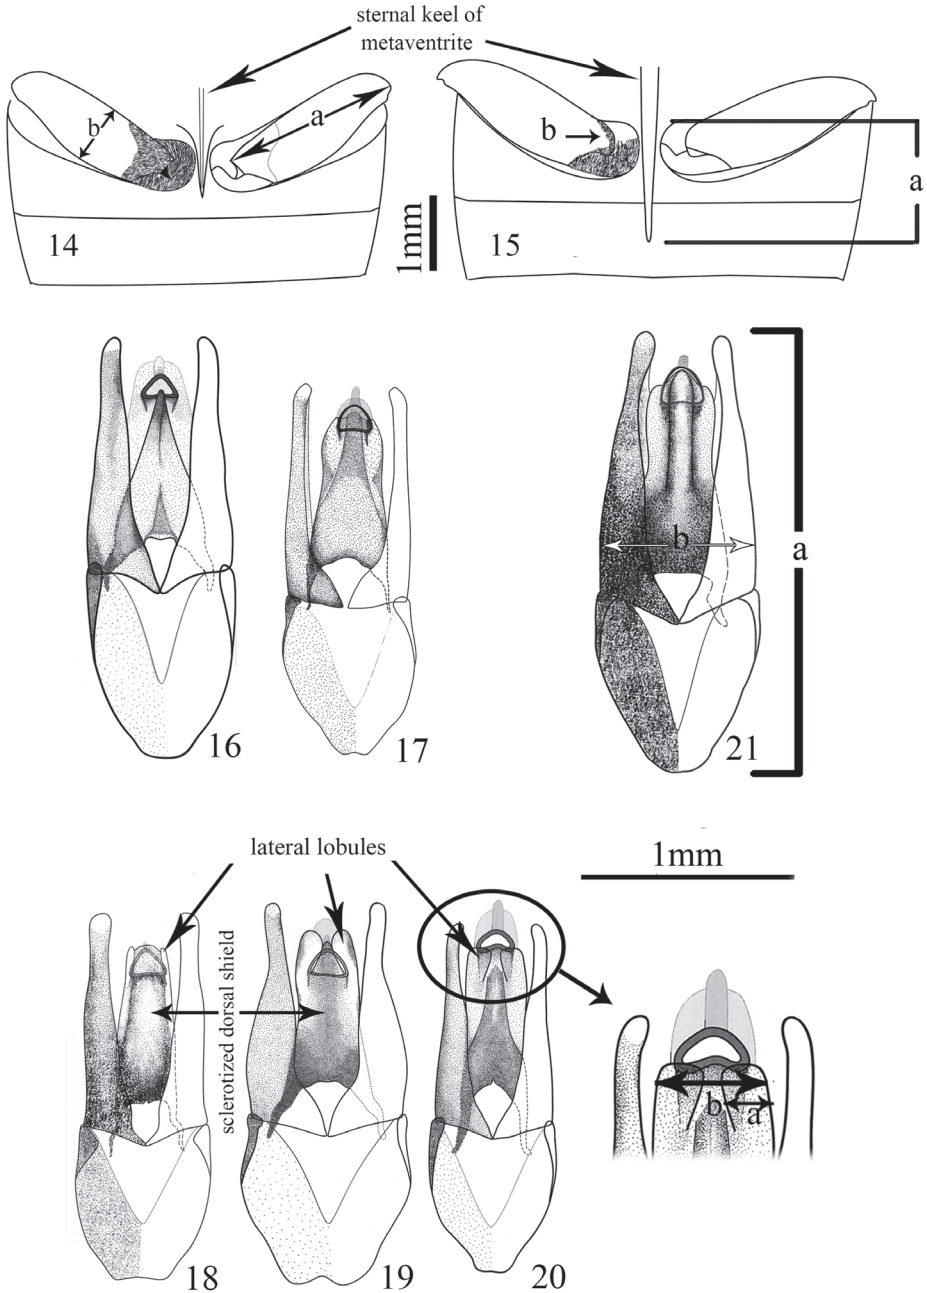 sternal keel of
metaventrite
b
a
b
a
14
1mm
15
16
17
b
a
21
lateral lobules
1mm
sclerotized dorsal shield
b
a
18
19
20